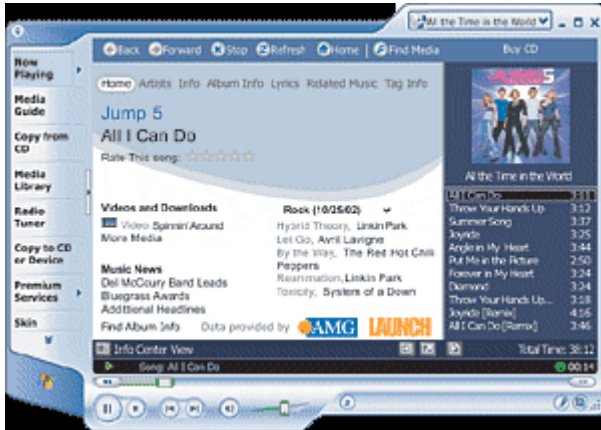 All the Time in the World
Back Forward Stop Refresh Home | Find Media
Buy CD
Now Playing
Media Guide
Copy from CD
Media Library
Radio Tuner
Copy to CD or Device
Premium Services
Skin
Home Artists Info Album Info Lyrics Related Music Tag Info
Jump 5
All I Can Do
Rate This song:
Videos and Downloads
Video Spinnin' Around
More Media
Music News
Del McCoury Band Leads
Bluegrass Awards
Additional Headlines
Rock (10/25/02)
Hybrid Theory, Linkin Park
Let Go, Avril Lavigne
By the Way, The Red Hot Chili
Peppers
Reanimation, Linkin Park
Toxicity, System of a Down
Find Album Info Data provided by AMG LAUNCH
All the Time in the World
All I Can Do 3:11
Throw Your Hands Up 3:12
Summer Song 3:37
Joyride 3:25
Angle in My Heart 3:44
Put Me in the Picture 2:50
Forever in My Heart 3:24
Diamond 3:24
Throw Your Hands Up... 3:18
Joyride [Remix] 4:16
All I Can Do [Remix] 3:46
Info Center View
Total Time: 38:12
Song: All I Can Do
00:14